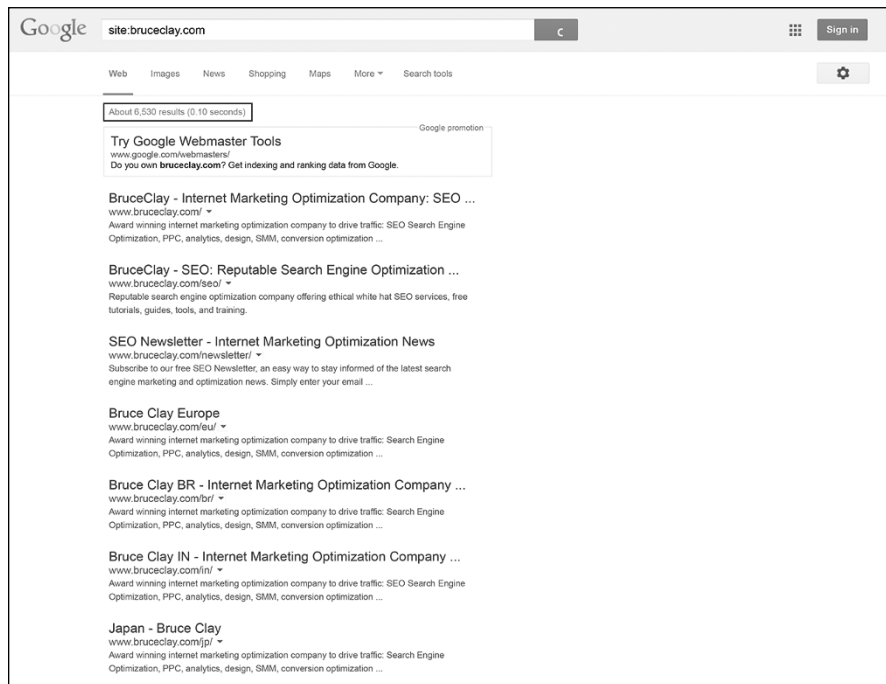 Google site:bruceclay.com C Sign in
Web Images News Shopping Maps More Search tools
About 6,530 results (0.10 seconds)
Google promotion
Try Google Webmaster Tools
www.google.com/webmasters/
Do you own bruceclay.com? Get indexing and ranking data from Google.
BruceClay - Internet Marketing Optimization Company: SEO ...
www.bruceclay.com/
Award winning internet marketing optimization company to drive traffic: SEO Search Engine
Optimization, PPC, analytics, design, SMM, conversion optimization ...
BruceClay - SEO: Reputable Search Engine Optimization ...
www.bruceclay.com/seo/
Reputable search engine optimization company offering ethical white hat SEO services, free
tutorials, guides, tools, and training.
SEO Newsletter - Internet Marketing Optimization News
www.bruceclay.com/newsletter/
Subscribe to our free SEO Newsletter, an easy way to stay informed of the latest search
engine marketing and optimization news. Simply enter your email ...
Bruce Clay Europe
www.bruceclay.com/eu/
Award winning internet marketing optimization company to drive traffic: Search Engine
Optimization, PPC, analytics, design, SMM, conversion optimization ...
Bruce Clay BR - Internet Marketing Optimization Company ...
www.bruceclay.com/br/
Award winning internet marketing optimization company to drive traffic: Search Engine
Optimization, PPC, analytics, design, SMM, conversion optimization ...
Bruce Clay IN - Internet Marketing Optimization Company ...
www.bruceclay.com/in/
Award winning internet marketing optimization company to drive traffic: SEO Search Engine
Optimization, PPC, analytics, design, SMM, conversion optimization ...
Japan - Bruce Clay
www.bruceclay.com/jp/
Award winning internet marketing optimization company to drive traffic: Search Engine
Optimization, PPC, analytics, design, SMM, conversion optimization ...